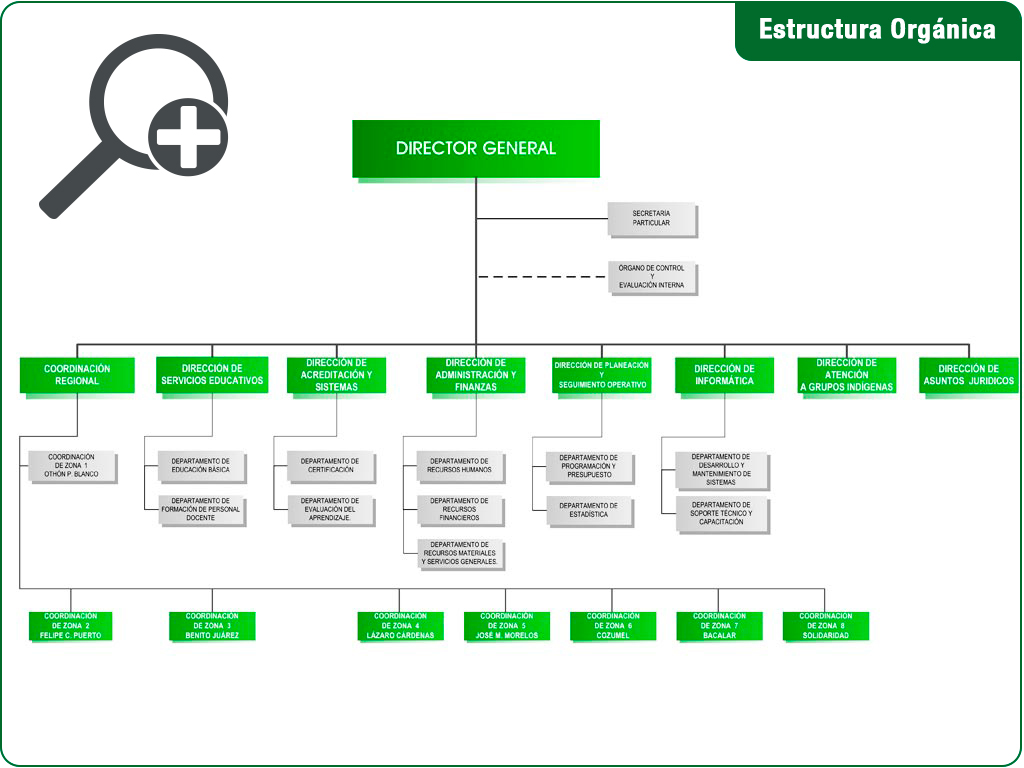 Estructura Orgánica
DIRECTOR GENERAL
SECRETARÍA
PARTICULAR
ÓRGANO DE CONTROL
Y
EVALUACIÓN INTERNA
COORDINACIÓN
REGIONAL
DIRECCIÓN DE
SERVICIOS EDUCATIVOS
DIRECCIÓN DE
ACREDITACIÓN Y
SISTEMAS
DIRECCIÓN DE
ADMINISTRACIÓN Y
FINANZAS
DIRECCIÓN DE PLANEACIÓN
Y
SEGUIMIENTO OPERATIVO
DIRECCIÓN DE
INFORMÁTICA
DIRECCIÓN DE
ATENCIÓN
A GRUPOS INDÍGENAS
DIRECCIÓN DE
ASUNTOS JURIDICOS
COORDINACIÓN
DE ZONA 1
OTHÓN P. BLANCO
DEPARTAMENTO DE
EDUCACIÓN BÁSICA
DEPARTAMENTO DE
FORMACIÓN DE PERSONAL
DOCENTE
DEPARTAMENTO DE
CERTIFICACIÓN
DEPARTAMENTO DE
EVALUACIÓN DEL
APRENDIZAJE.
DEPARTAMENTO DE
RECURSOS HUMANOS
DEPARTAMENTO DE
RECURSOS
FINANCIEROS
DEPARTAMENTO DE
RECURSOS MATERIALES
Y SERVICIOS GENERALES.
DEPARTAMENTO DE
PROGRAMACIÓN Y
PRESUPUESTO
DEPARTAMENTO DE
ESTADÍSTICA
DEPARTAMENTO DE
DESARROLLO Y
MANTENIMIENTO DE
SISTEMAS
DEPARTAMENTO DE
SOPORTE TÉCNICO Y
CAPACITACIÓN
COORDINACIÓN
DE ZONA 2
FELIPE C. PUERTO
COORDINACIÓN
DE ZONA 3
BENITO JUÁREZ
COORDINACIÓN
DE ZONA 4
LÁZARO CÁRDENAS
COORDINACIÓN
DE ZONA 5
JOSÉ M. MORELOS
COORDINACIÓN
DE ZONA 6
COZUMEL
COORDINACIÓN
DE ZONA 7
BACALAR
COORDINACIÓN
DE ZONA 8
SOLIDARIDAD